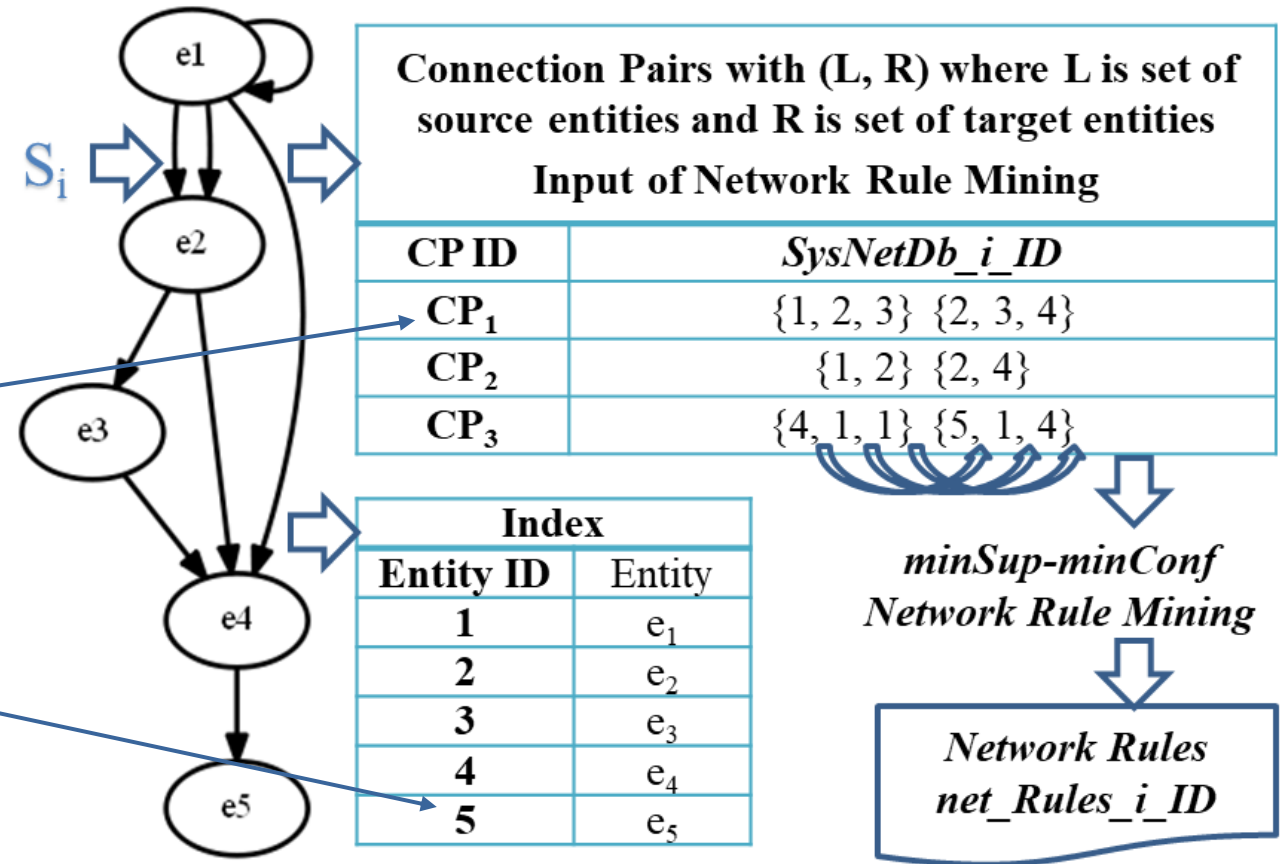 e1
S_i
e2
e3
e4
e5
Connection Pairs with (L, R) where L is set of
source entities and R is set of target entities
Input of Network Rule Mining
CP ID SysNetDb_i_ID
CP₁ {1, 2, 3} {2, 3, 4}
CP₂ {1, 2} {2, 4}
CP₃ {4, 1, 1} {5, 1, 4}
Index
Entity ID Entity
1 e₁
2 e₂
3 e₃
4 e₄
5 e₅
minSup-minConf
Network Rule Mining
Network Rules
net_Rules_i_ID